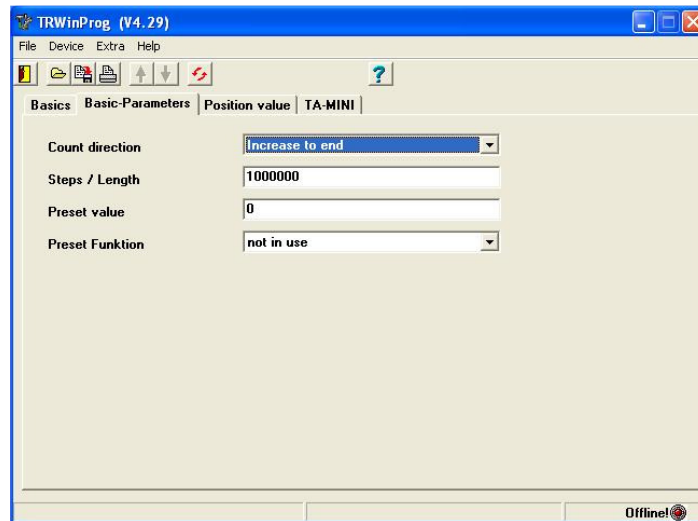 TRWinProg (V4.29)
File Device Extra Help
?
Basics Basic-Parameters Position value TA-MINI
Count direction Increase to end
Steps / Length 1000000
Preset value 0
Preset Funktion not in use
Offline!